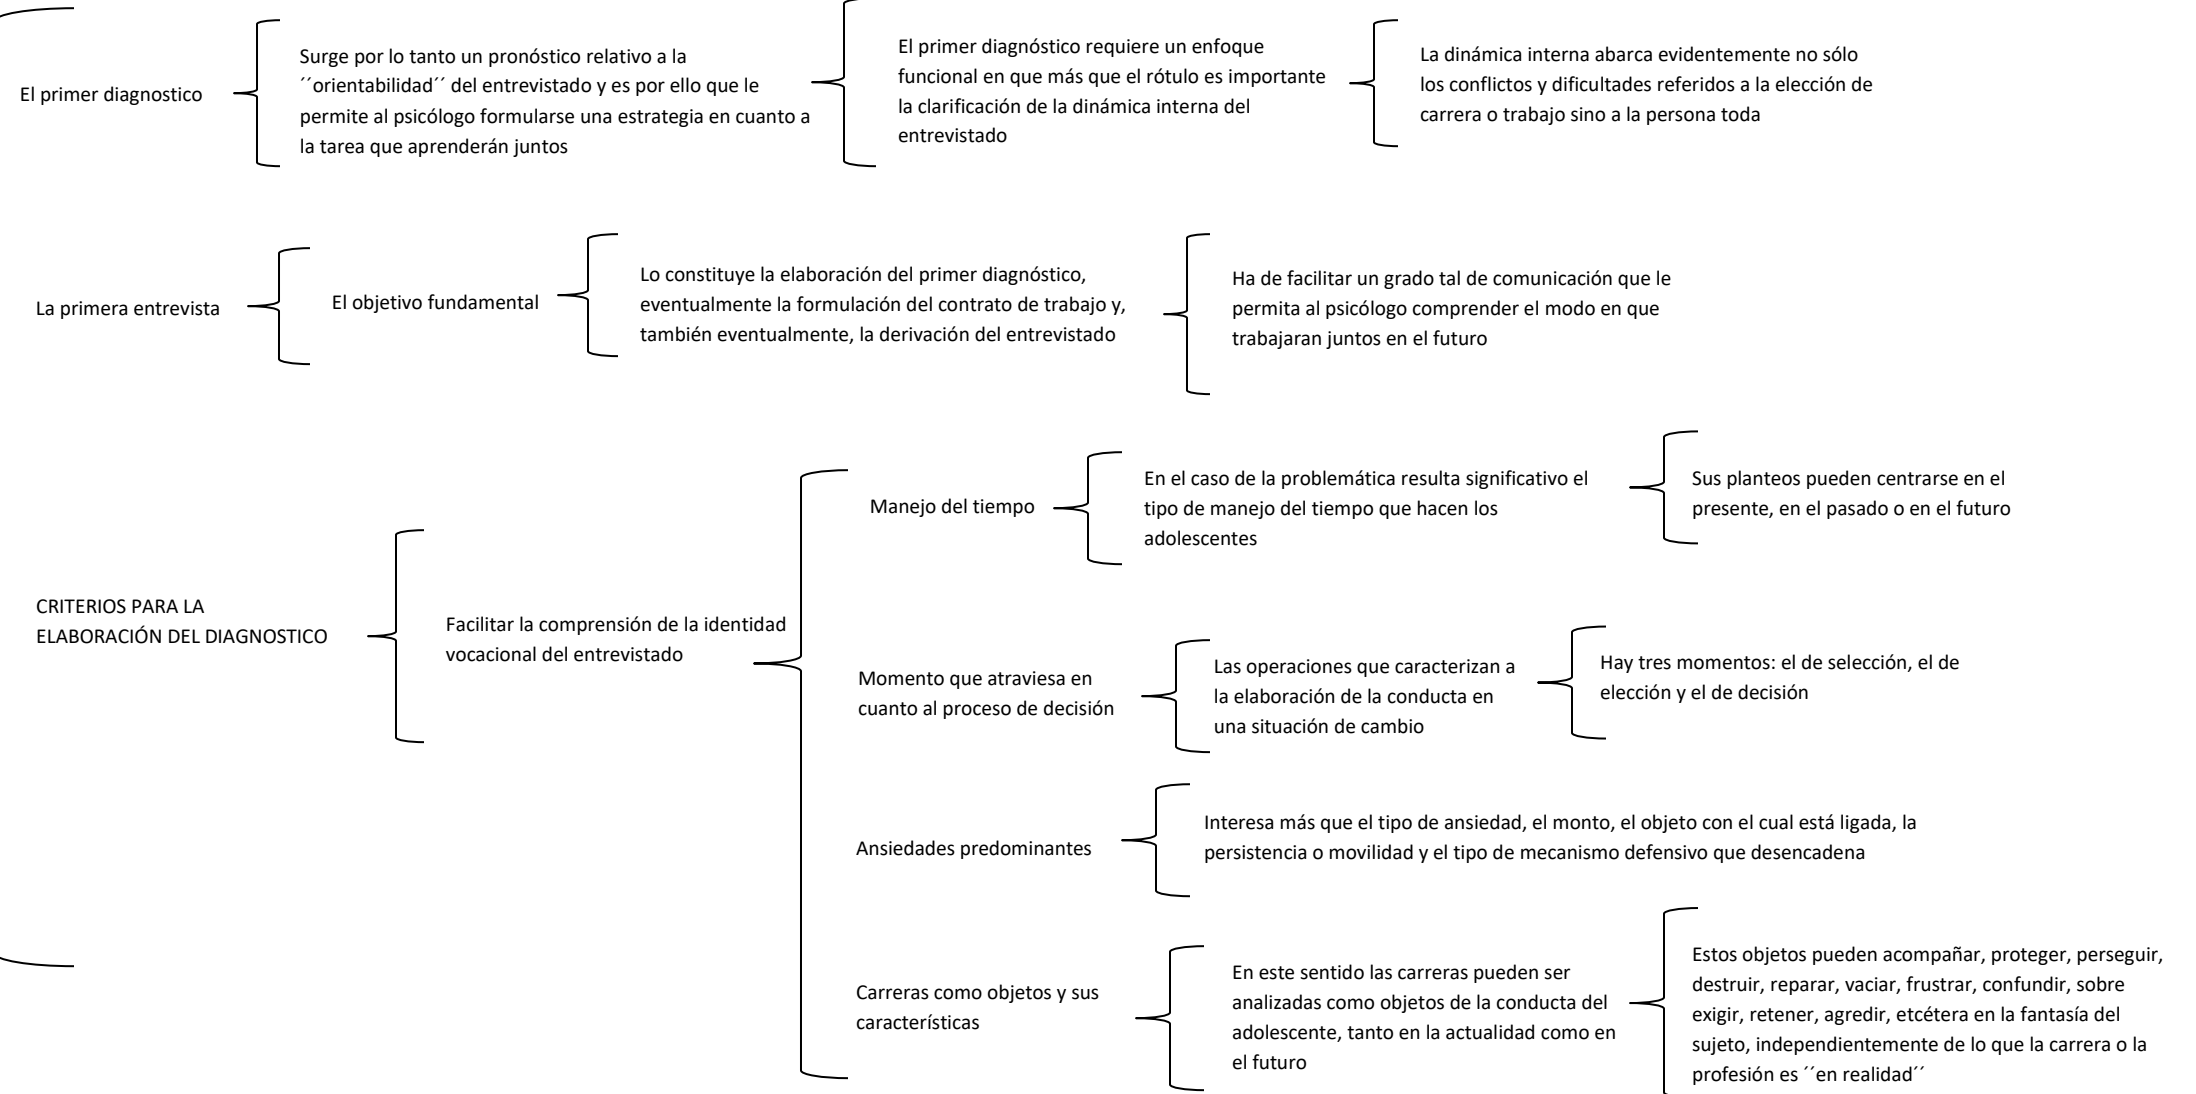 El primer diagnostico
Surge por lo tanto un pronóstico relativo a la
´´orientabilidad´´ del entrevistado y es por ello que le
permite al psicólogo formularse una estrategia en cuanto a
la tarea que aprenderán juntos
El primer diagnóstico requiere un enfoque
funcional en que más que el rótulo es importante
la clarificación de la dinámica interna del
entrevistado
La dinámica interna abarca evidentemente no sólo
los conflictos y dificultades referidos a la elección de
carrera o trabajo sino a la persona toda
La primera entrevista
El objetivo fundamental
Lo constituye la elaboración del primer diagnóstico,
eventualmente la formulación del contrato de trabajo y,
también eventualmente, la derivación del entrevistado
Ha de facilitar un grado tal de comunicación que le
permita al psicólogo comprender el modo en que
trabajaran juntos en el futuro
CRITERIOS PARA LA
ELABORACIÓN DEL DIAGNOSTICO
Facilitar la comprensión de la identidad
vocacional del entrevistado
Manejo del tiempo
En el caso de la problemática resulta significativo el
tipo de manejo del tiempo que hacen los
adolescentes
Sus planteos pueden centrarse en el
presente, en el pasado o en el futuro
Momento que atraviesa en
cuanto al proceso de decisión
Las operaciones que caracterizan a
la elaboración de la conducta en
una situación de cambio
Hay tres momentos: el de selección, el de
elección y el de decisión
Ansiedades predominantes
Interesa más que el tipo de ansiedad, el monto, el objeto con el cual está ligada, la
persistencia o movilidad y el tipo de mecanismo defensivo que desencadena
Carreras como objetos y sus
características
En este sentido las carreras pueden ser
analizadas como objetos de la conducta del
adolescente, tanto en la actualidad como en
el futuro
Estos objetos pueden acompañar, proteger, perseguir,
destruir, reparar, vaciar, frustrar, confundir, sobre
exigir, retener, agredir, etcétera en la fantasía del
sujeto, independientemente de lo que la carrera o la
profesión es ´´en realidad´´